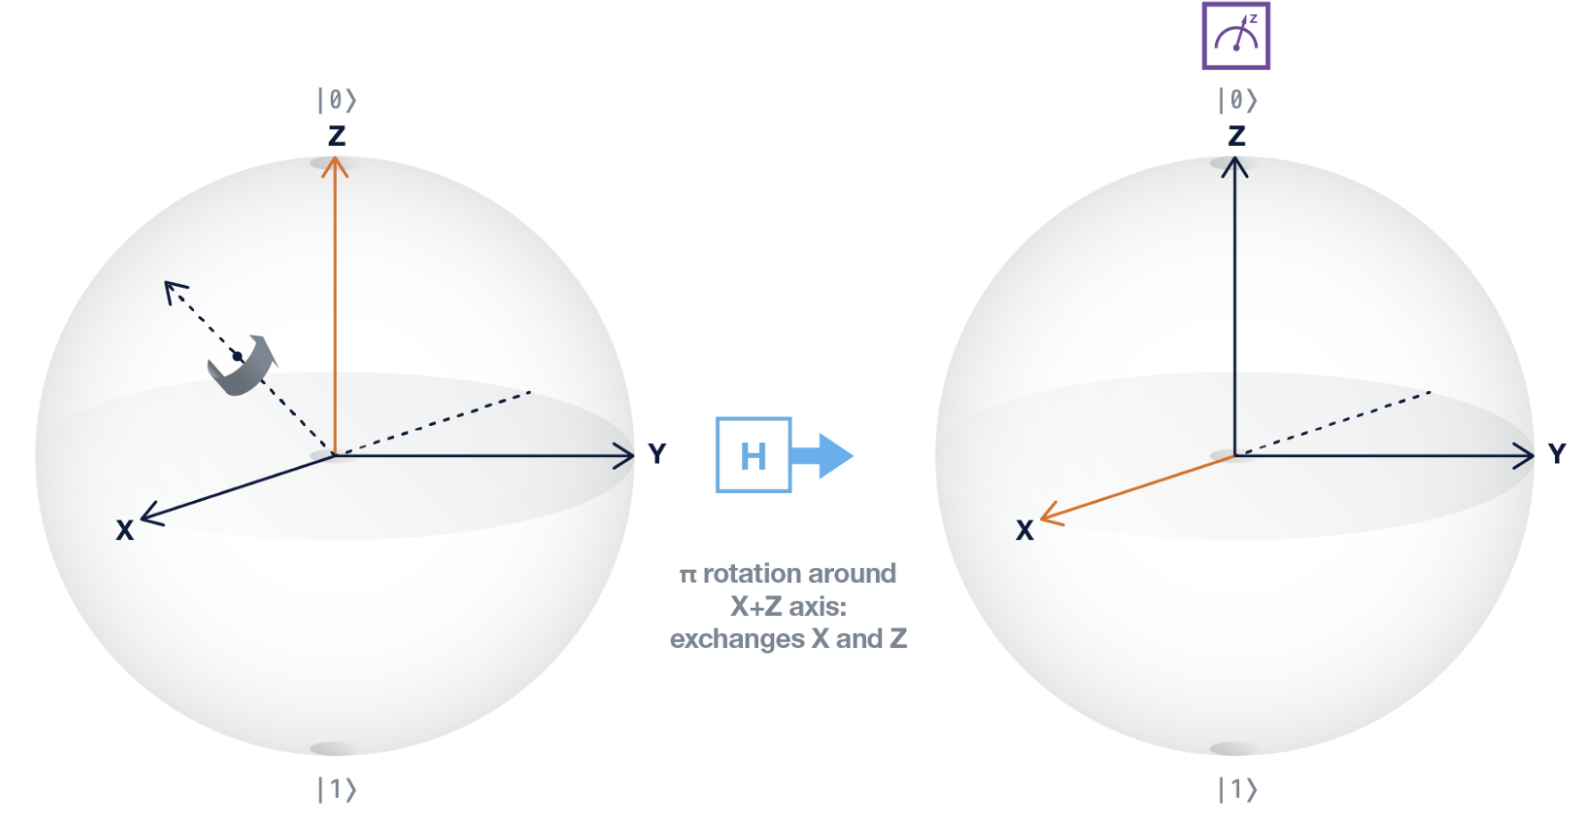 z
|0⟩
|0⟩
Z
Z
Y
Y
H
X
X
π rotation around
X+Z axis:
exchanges X and Z
|1⟩
|1⟩